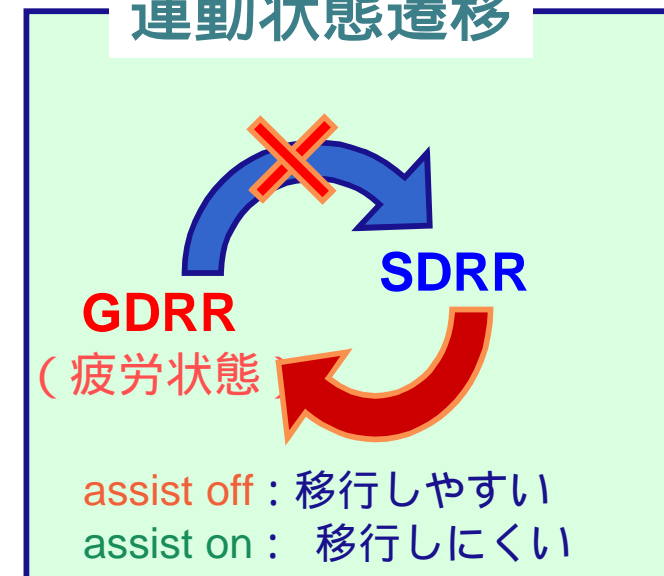 運動状態遷移
SDRR
GDRR
（疲労状態）
assist off：移行しやすい
assist on： 移行しにくい